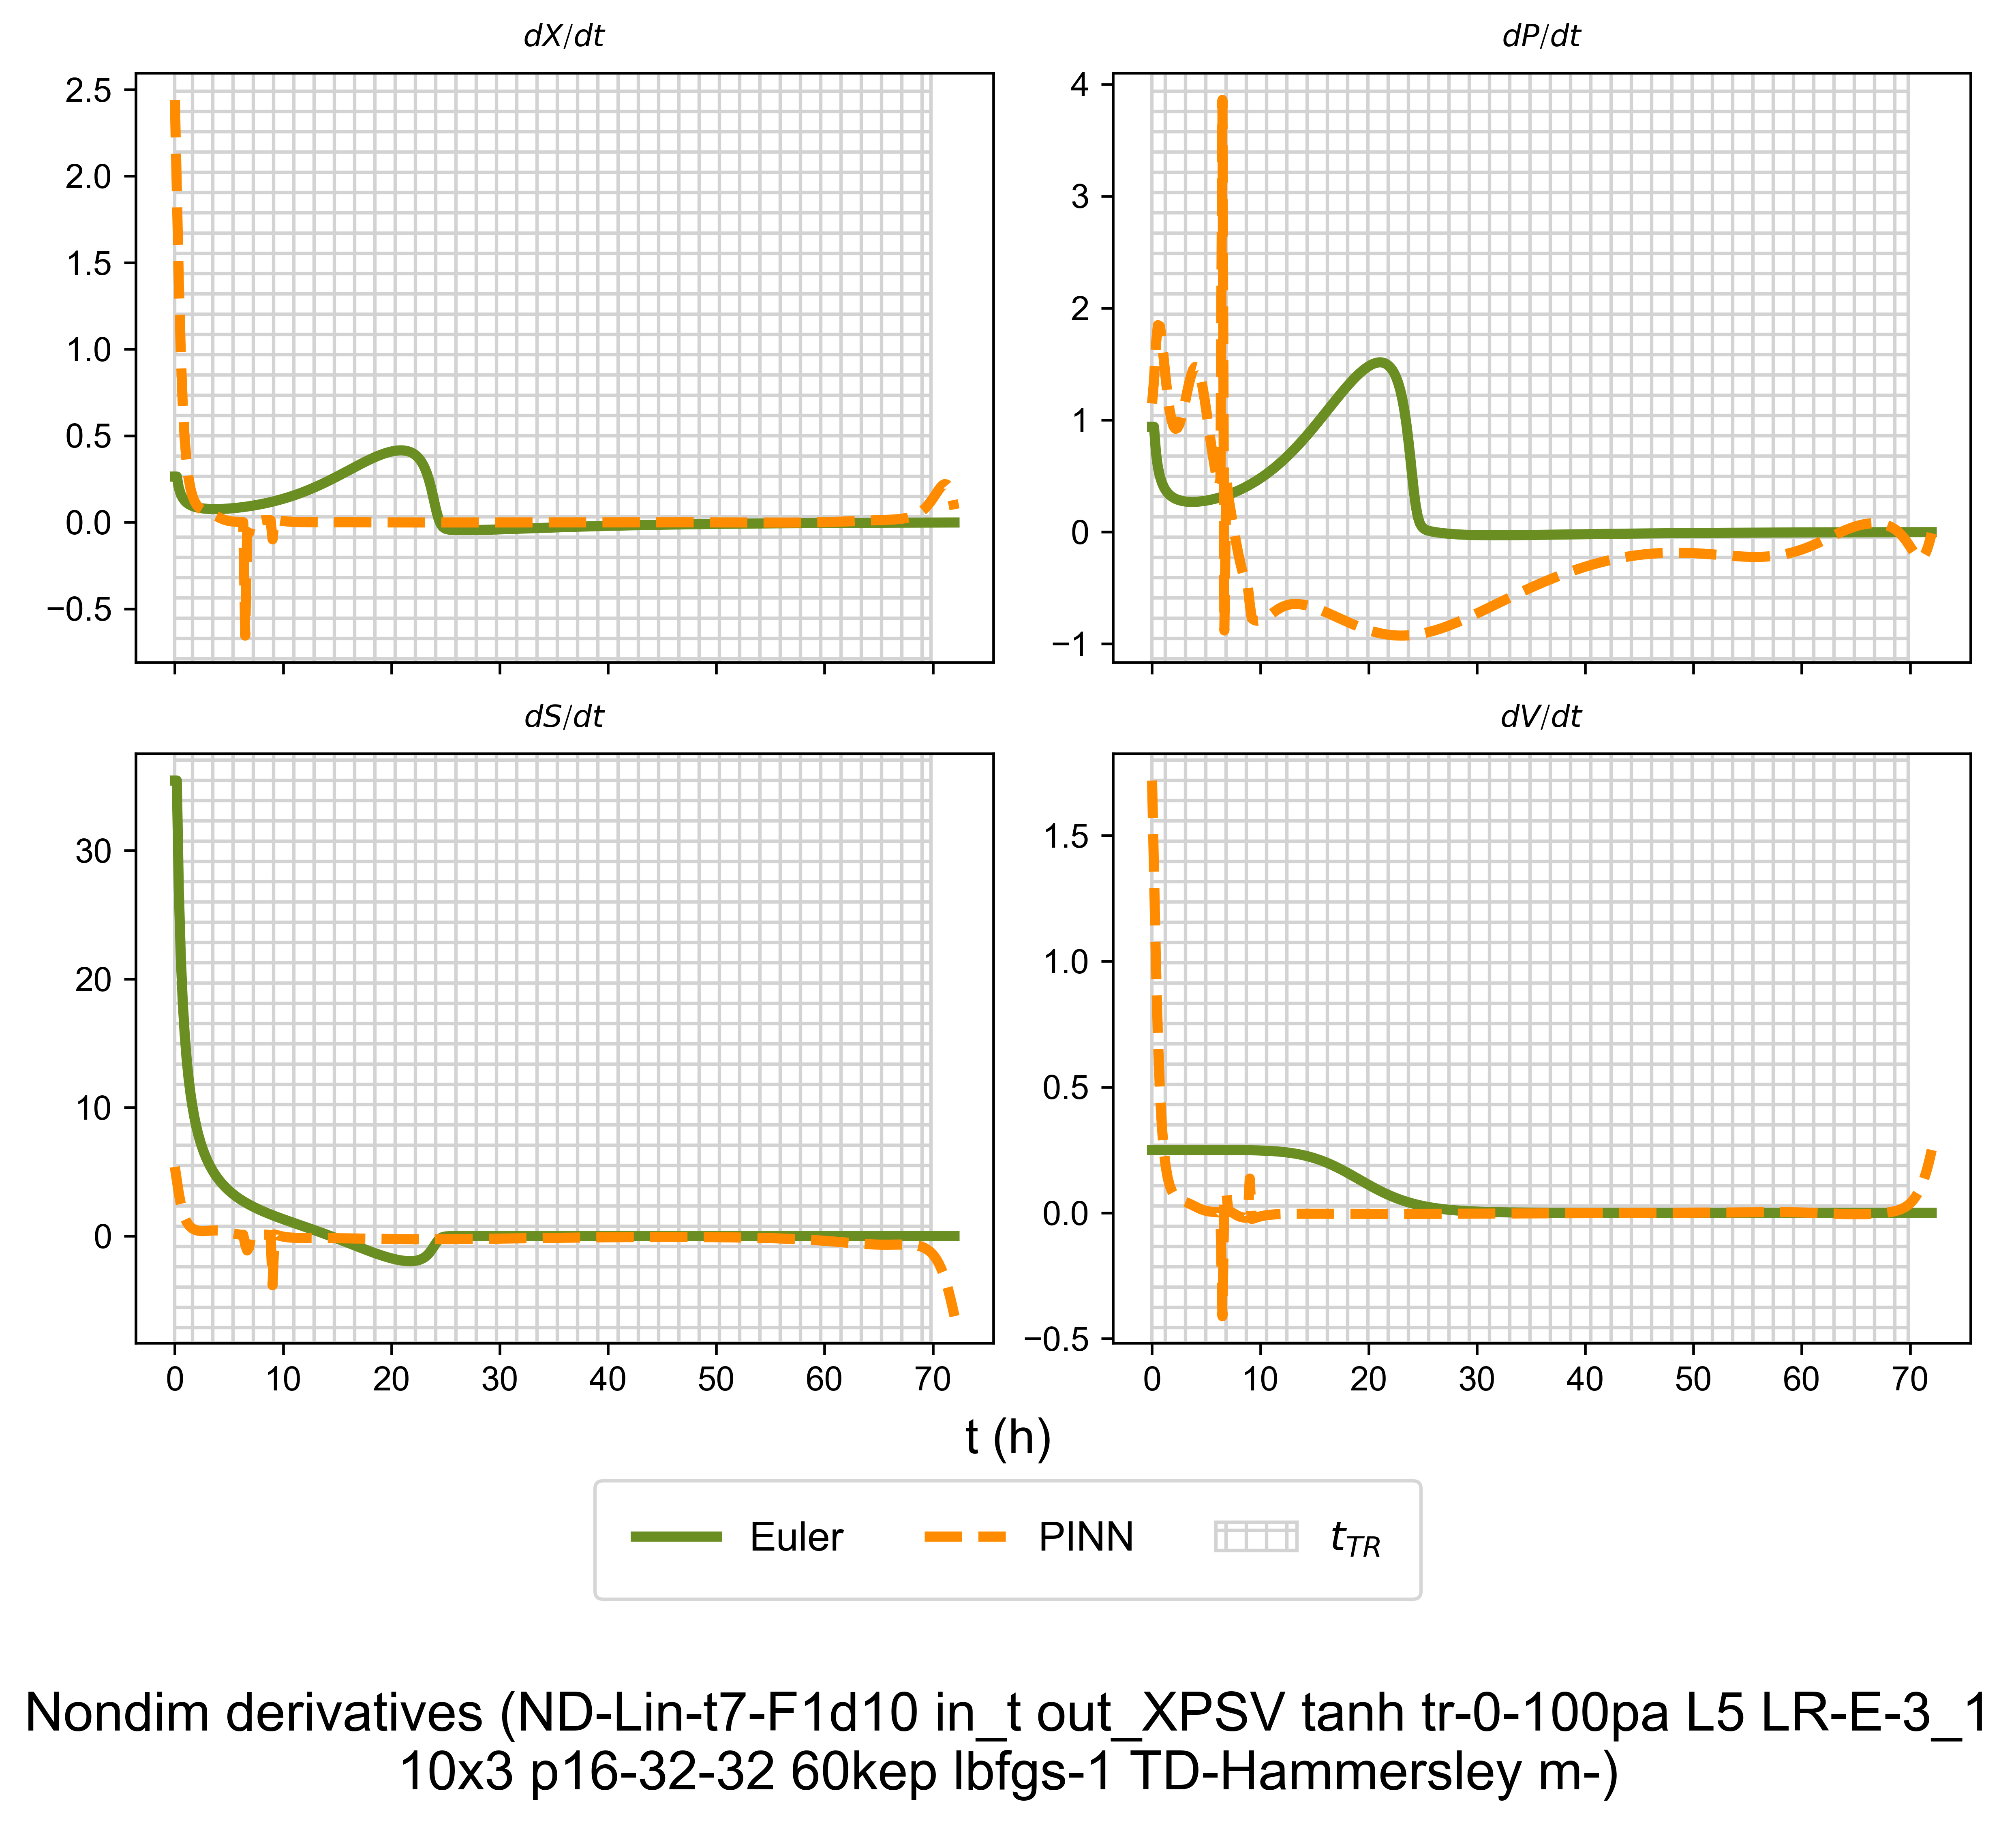 dX/dt
dP/dt
2.5
2.0
1.5
1.0
0.5
0.0
−0.5
4
3
2
1
0
−1
dS/dt
dV/dt
30
20
10
0
1.5
1.0
0.5
0.0
−0.5
0 10 20 30 40 50 60 70
0 10 20 30 40 50 60 70
t (h)
Euler PINN t_TR
Nondim derivatives (ND-Lin-t7-F1d10 in_t out_XPSV tanh tr-0-100pa L5 LR-E-3_1
10x3 p16-32-32 60kep lbfgs-1 TD-Hammersley m-)